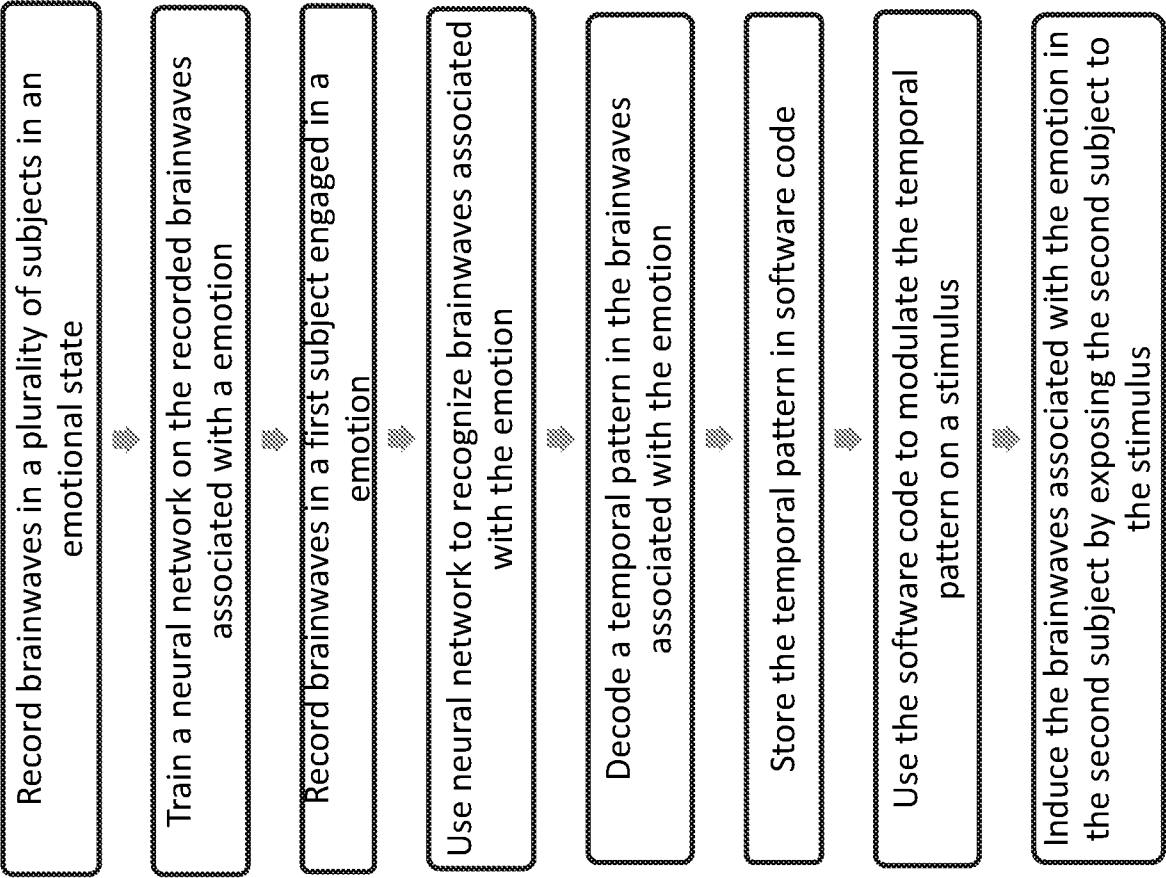 Record brainwaves in a plurality of subjects in an
emotional state
Train a neural network on the recorded brainwaves
associated with a emotion
Record brainwaves in a first subject engaged in a
emotion
Use neural network to recognize brainwaves associated
with the emotion
Decode a temporal pattern in the brainwaves
associated with the emotion
Store the temporal pattern in software code
Use the software code to modulate the temporal
pattern on a stimulus
Induce the brainwaves associated with the emotion in
the second subject by exposing the second subject to
the stimulus